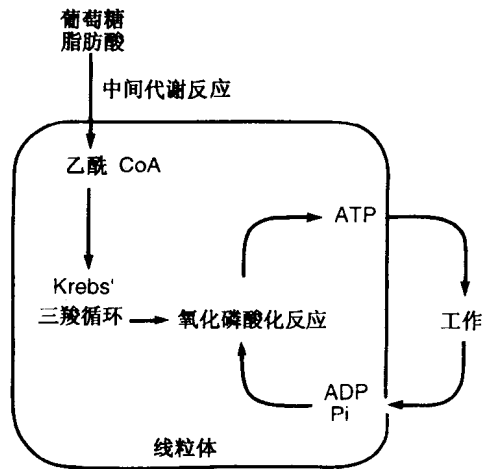 葡萄糖
脂肪酸
中间代谢反应
乙酰 CoA
ATP
Krebs'
三羧循环
氧化磷酸化反应
工作
ADP
Pi
线粒体